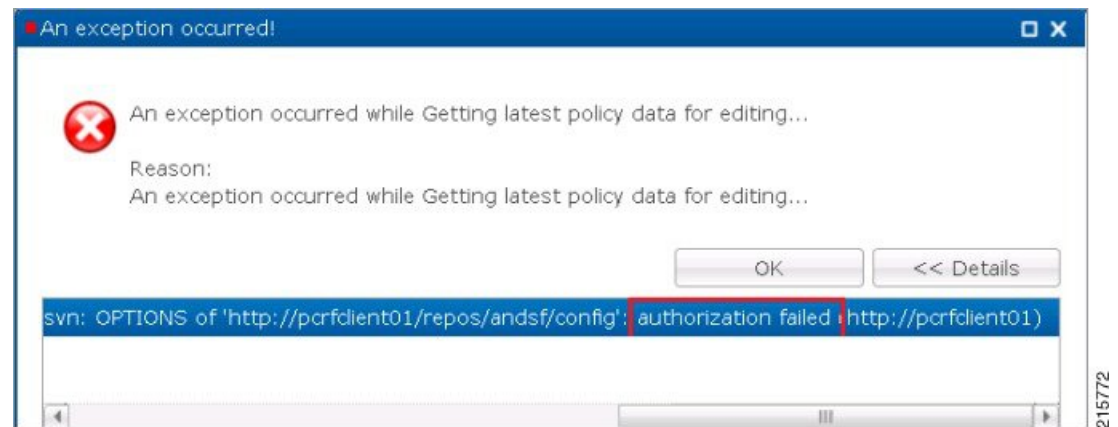 An exception occurred!
An exception occurred while Getting latest policy data for editing...
Reason:
An exception occurred while Getting latest policy data for editing...
OK
<< Details
svn: OPTIONS of 'http://pcrfclient01/repos/andsf/config': authorization failed (http://pcrfclient01)
215772